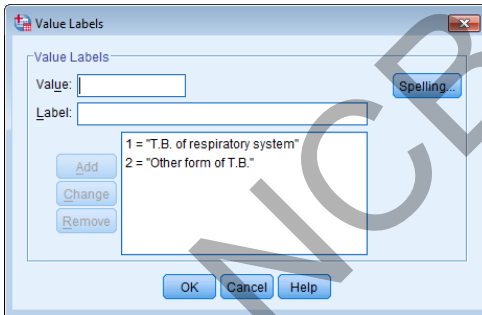 Value Labels
Value Labels
Value:
Spelling...
Label:
1 = "T.B. of respiratory system"
2 = "Other form of T.B."
Add
Change
Remove
OK Cancel Help
NCB